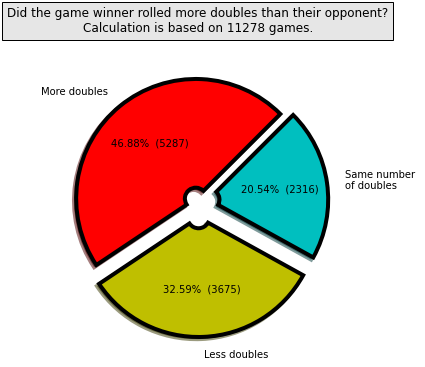 Did the game winner rolled more doubles than their opponent?
Calculation is based on 11278 games.
More doubles
46.88% (5287)
20.54% (2316)
Same number
of doubles
32.59% (3675)
Less doubles